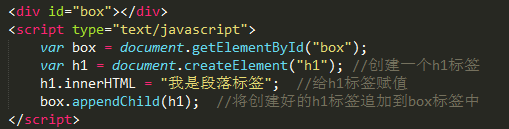 <div id="box"></div>
<script type="text/javascript">
    var box = document.getElementById("box");
    var h1 = document.createElement("h1"); //创建一个h1标签
    h1.innerHTML = "我是段落标签";  //给h1标签赋值
    box.appendChild(h1);  //将创建好的h1标签追加到box标签中
</script>